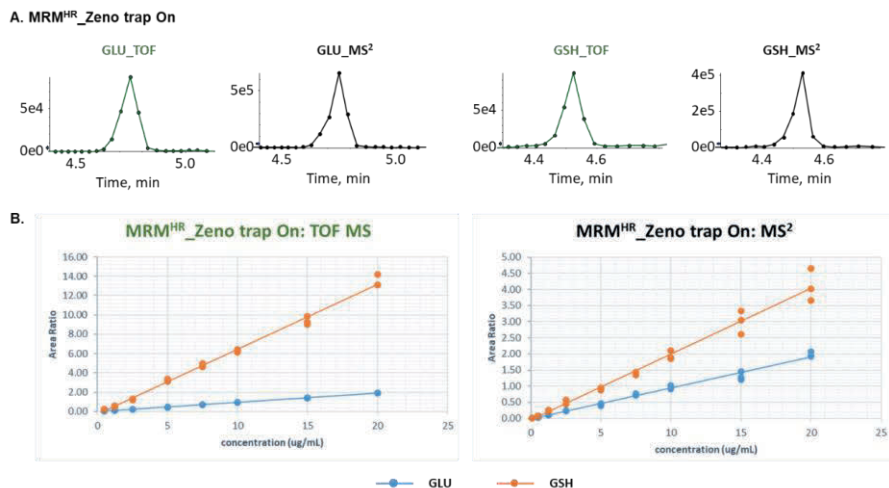 A. MRMᴴᴿ_Zeno trap On
GLU_TOF
GLU_MS²
GSH_TOF
GSH_MS²
5e4
0e0
4.5
5.0
Time, min
5e5
0e0
4.5
5.0
Time, min
5e4
0e0
4.4
4.6
Time, min
4e5
2e5
0e0
4.4
4.6
Time, min
B.
MRMᴴᴿ_Zeno trap On: TOF MS
Area Ratio
16.00
14.00
12.00
10.00
8.00
6.00
4.00
2.00
0.00
0
5
10
15
20
25
concentration (ug/mL)
MRMᴴᴿ_Zeno trap On: MS²
Area Ratio
5.00
4.50
4.00
3.50
3.00
2.50
2.00
1.50
1.00
0.50
0.00
0
5
10
15
20
25
concentration (ug/mL)
GLU
GSH